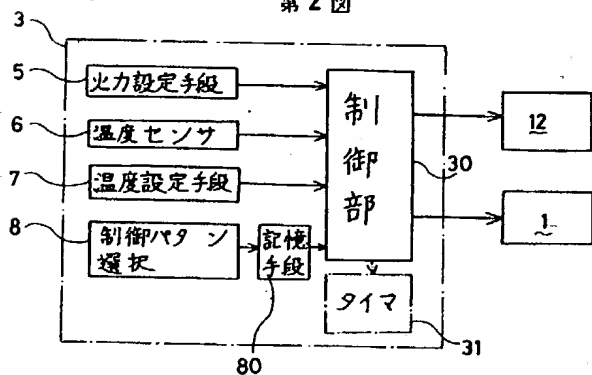 第2図
3
5
火力設定手段
6
温度センサ
7
温度設定手段
8
制御パタン
選択
記憶
手段
80
制
御
部
30
タイマ
31
12
1